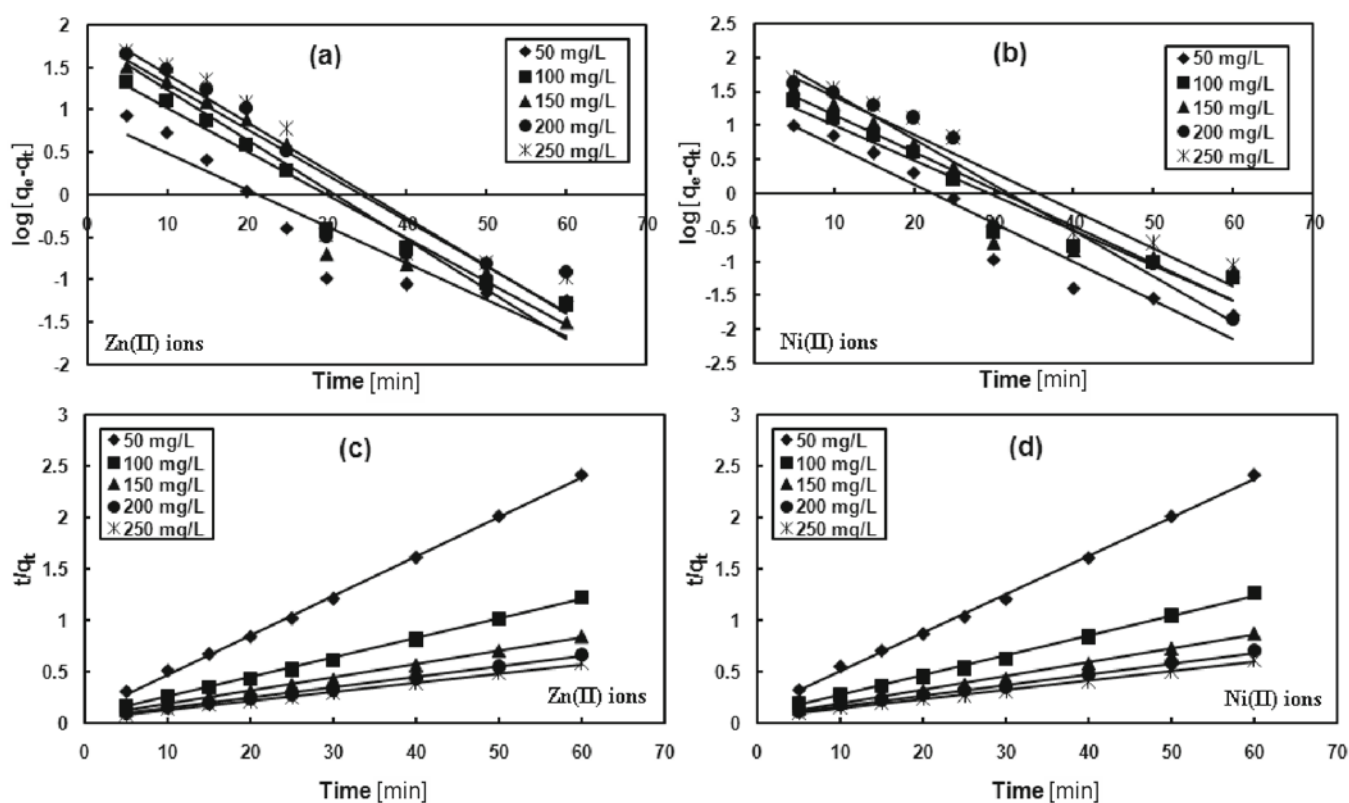 2
1.5
1
0.5
0
-0.5
-1
-1.5
-2
log [qe-qt]
(a)
50 mg/L
100 mg/L
150 mg/L
200 mg/L
250 mg/L
0 10 20 30 40 50 60 70
Zn(II) ions
Time [min]
2.5
2
1.5
1
0.5
0
-0.5
-1
-1.5
-2
-2.5
log [qe-qt]
(b)
50 mg/L
100 mg/L
150 mg/L
200 mg/L
250 mg/L
0 10 20 30 40 50 60 70
Ni(II) ions
Time [min]
3
2.5
2
1.5
1
0.5
0
t/qt
(c)
50 mg/L
100 mg/L
150 mg/L
200 mg/L
250 mg/L
Zn(II) ions
0 10 20 30 40 50 60 70
Time [min]
3
2.5
2
1.5
1
0.5
0
t/qt
(d)
50 mg/L
100 mg/L
150 mg/L
200 mg/L
250 mg/L
Ni(II) ions
0 10 20 30 40 50 60 70
Time [min]